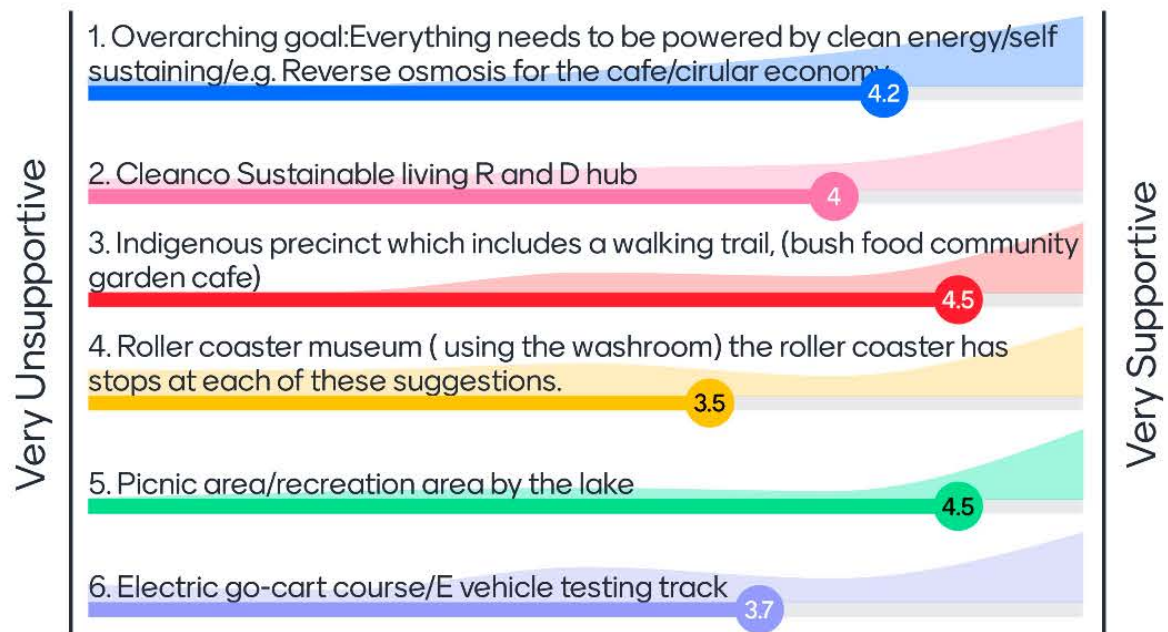 Very Unsupportive
1. Overarching goal:Everything needs to be powered by clean energy/self
sustaining/e.g. Reverse osmosis for the cafe/cirular economy
4.2
2. Cleanco Sustainable living R and D hub
4
3. Indigenous precinct which includes a walking trail, (bush food community
garden cafe)
4.5
4. Roller coaster museum ( using the washroom) the roller coaster has
stops at each of these suggestions.
3.5
5. Picnic area/recreation area by the lake
4.5
6. Electric go-cart course/E vehicle testing track
3.7
Very Supportive